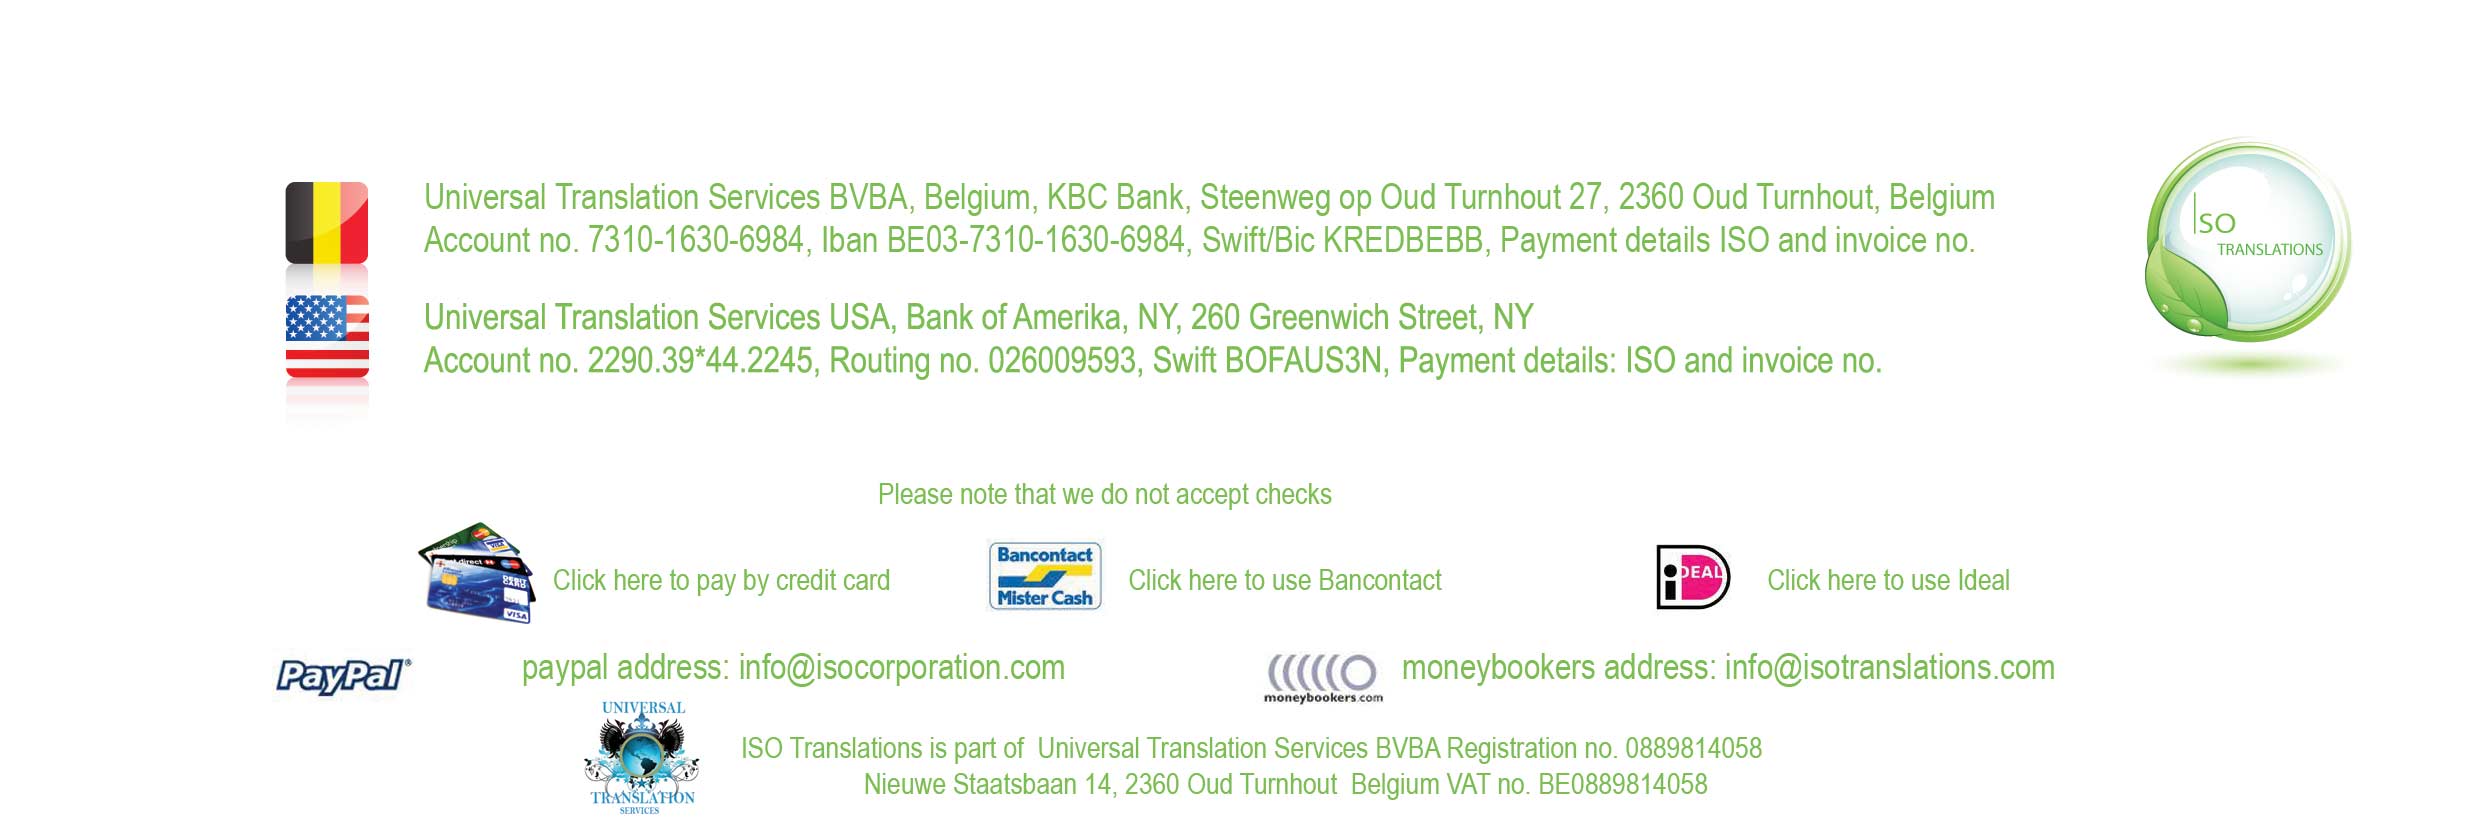 Universal Translation Services BVBA, Belgium, KBC Bank, Steenweg op Oud Turnhout 27, 2360 Oud Turnhout, Belgium
Account no. 7310-1630-6984, Iban BE03-7310-1630-6984, Swift/Bic KREDBEBB, Payment details ISO and invoice no.
ISO
TRANSLATIONS
Universal Translation Services USA, Bank of Amerika, NY, 260 Greenwich Street, NY
Account no. 2290.39*44.2245, Routing no. 026009593, Swift BOFAUS3N, Payment details: ISO and invoice no.
Please note that we do not accept checks
direct
DEBIT
CARD
VISA
Click here to pay by credit card
Bancontact
Mister Cash
Click here to use Bancontact
iDEAL
Click here to use Ideal
PayPal®
paypal address: info@isocorporation.com
moneybookers.com
moneybookers address: info@isotranslations.com
UNIVERSAL
TRANSLATION
SERVICES
ISO Translations is part of Universal Translation Services BVBA Registration no. 0889814058
Nieuwe Staatsbaan 14, 2360 Oud Turnhout Belgium VAT no. BE0889814058